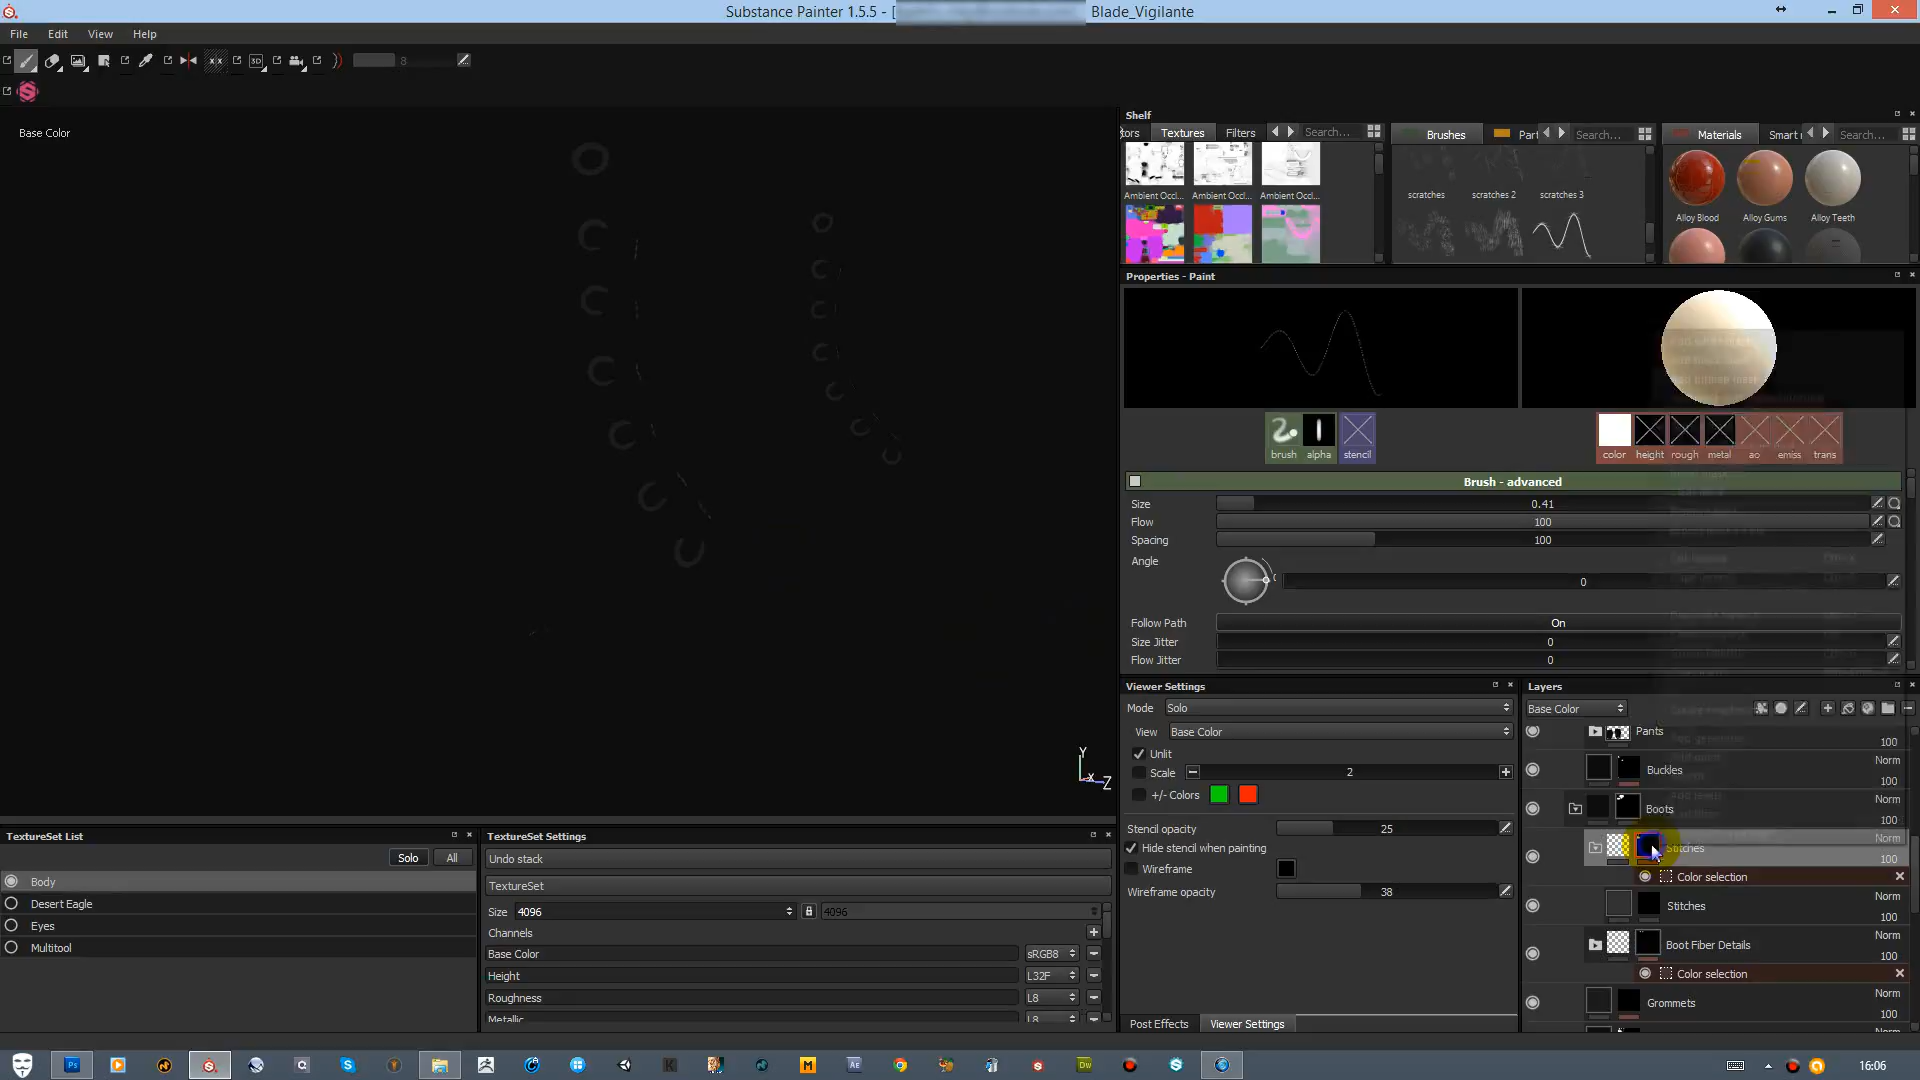 Substance Painter 1.5.5 - [ Blade_Vigilante
File Edit View Help
8
Base Color
Shelf
tors Textures Filters Search... Brushes Part Search... Materials Smart Search...
Ambient Occl... Ambient Occl... Ambient Occl...
scratches scratches 2 scratches 3
Alloy Blood Alloy Gums Alloy Teeth
Properties - Paint
brush alpha stencil
color height rough metal ao emiss trans
Brush - advanced
Size 0.41
Flow 100
Spacing 100
Angle 0
Follow Path On
Size Jitter 0
Flow Jitter 0
Viewer Settings
Mode Solo
View Base Color
Unlit
Scale 2
+/- Colors
Stencil opacity 25
Hide stencil when painting
Wireframe
Wireframe opacity 38
Post Effects Viewer Settings
Layers
Base Color
Pants
100
Buckles Norm
100
Boots Norm
100
Stitches Norm
100
Color selection
Stitches Norm
100
Boot Fiber Details Norm
100
Color selection
Grommets Norm
100
Norm
Y
X
Z
TextureSet List
Solo All
Body
Desert Eagle
Eyes
Multitool
TextureSet Settings
Undo stack
TextureSet
Size 4096 4096
Channels
Base Color sRGB8
Height L32F
Roughness L8
Metallic L8
16:06